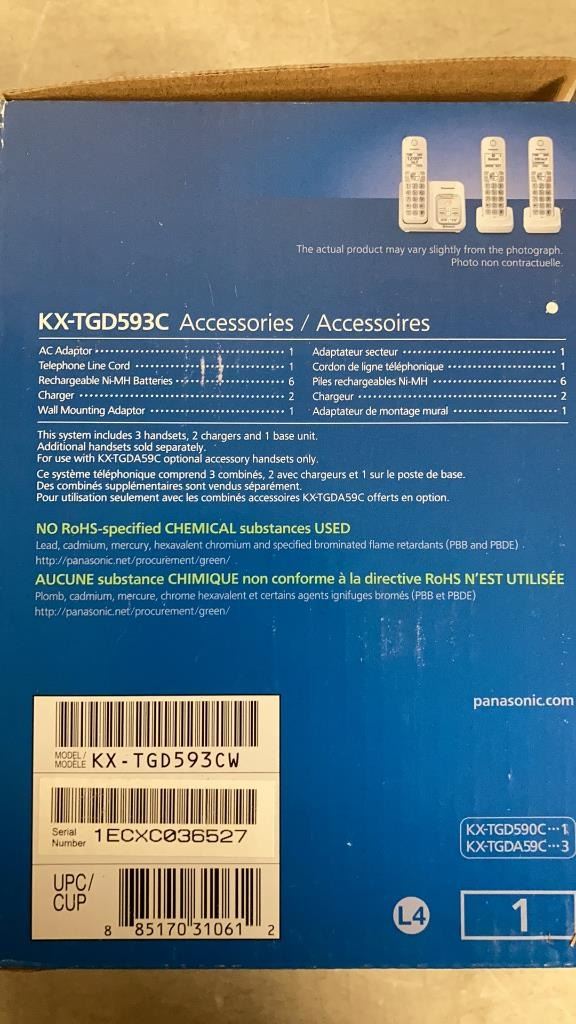 The actual product may vary slightly from the photograph.
Photo non contractuelle.
KX-TGD593C Accessories / Accessoires
AC Adaptor 1
Telephone Line Cord 1
Rechargeable Ni-MH Batteries 6
Charger 2
Wall Mounting Adaptor 1
Adaptateur secteur 1
Cordon de ligne téléphonique 1
Piles rechargeables Ni-MH 6
Chargeur 2
Adaptateur de montage mural 1
This system includes 3 handsets, 2 chargers and 1 base unit.
Additional handsets sold separately.
For use with KX-TGDA59C optional accessory handsets only.
Ce système téléphonique comprend 3 combinés, 2 avec chargeurs et 1 sur le poste de base.
Des combinés supplémentaires sont vendus séparément.
Pour utilisation seulement avec les combinés accessoires KX-TGDA59C offerts en option.
NO RoHS-specified CHEMICAL substances USED
Lead, cadmium, mercury, hexavalent chromium and specified brominated flame retardants (PBB and PBDE)
http://panasonic.net/procurement/green/
AUCUNE substance CHIMIQUE non conforme à la directive RoHS N'EST UTILISÉE
Plomb, cadmium, mercure, chrome hexavalent et certains agents ignifuges bromés (PBB et PBDE)
http://panasonic.net/procurement/green/
panasonic.com
MODEL/
MODÈLE KX-TGD593CW
Serial
Number 1ECXC036527
UPC/
CUP
8 85170 31061 2
KX-TGD590C···1
KX-TGDA59C···3
L4
1